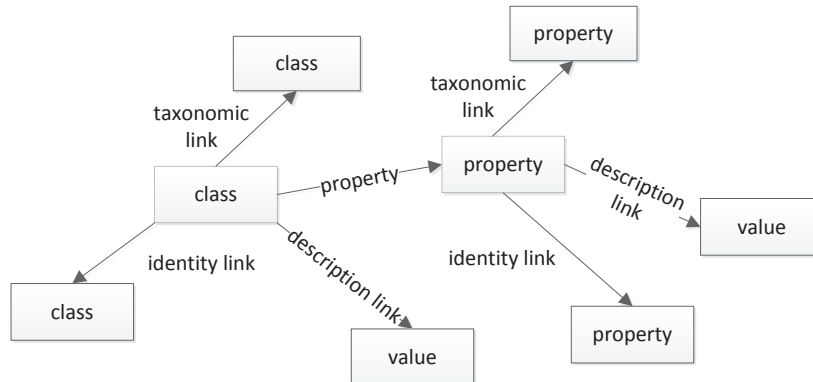 property
class
taxonomic
link
taxonomic
link
property
property
class
description
link
value
identity link
description link
identity link
class
property
value